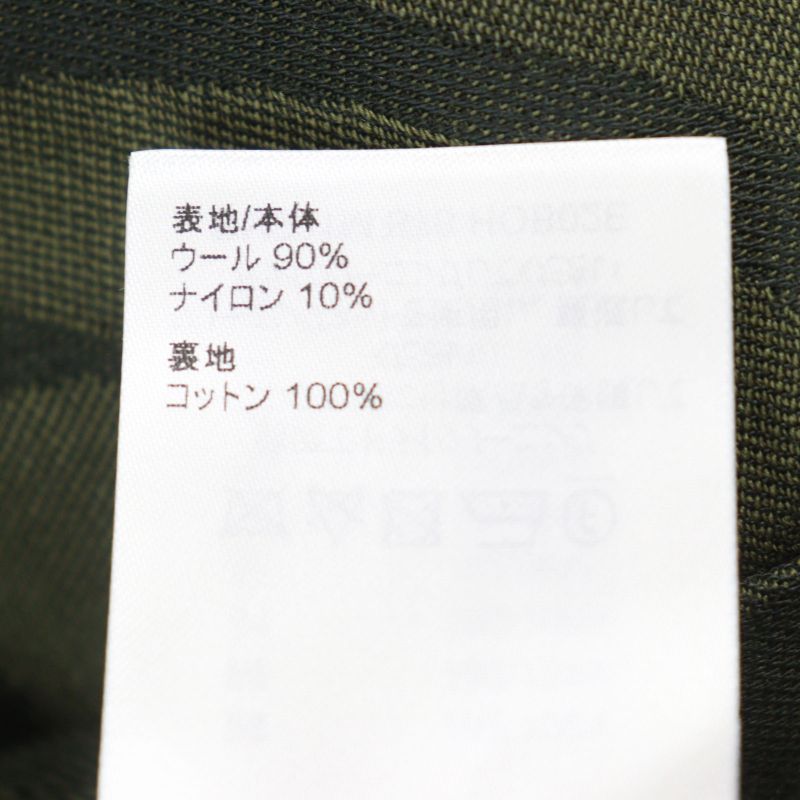 表地/本体
ウール 90%
ナイロン 10%
裏地
コットン 100%